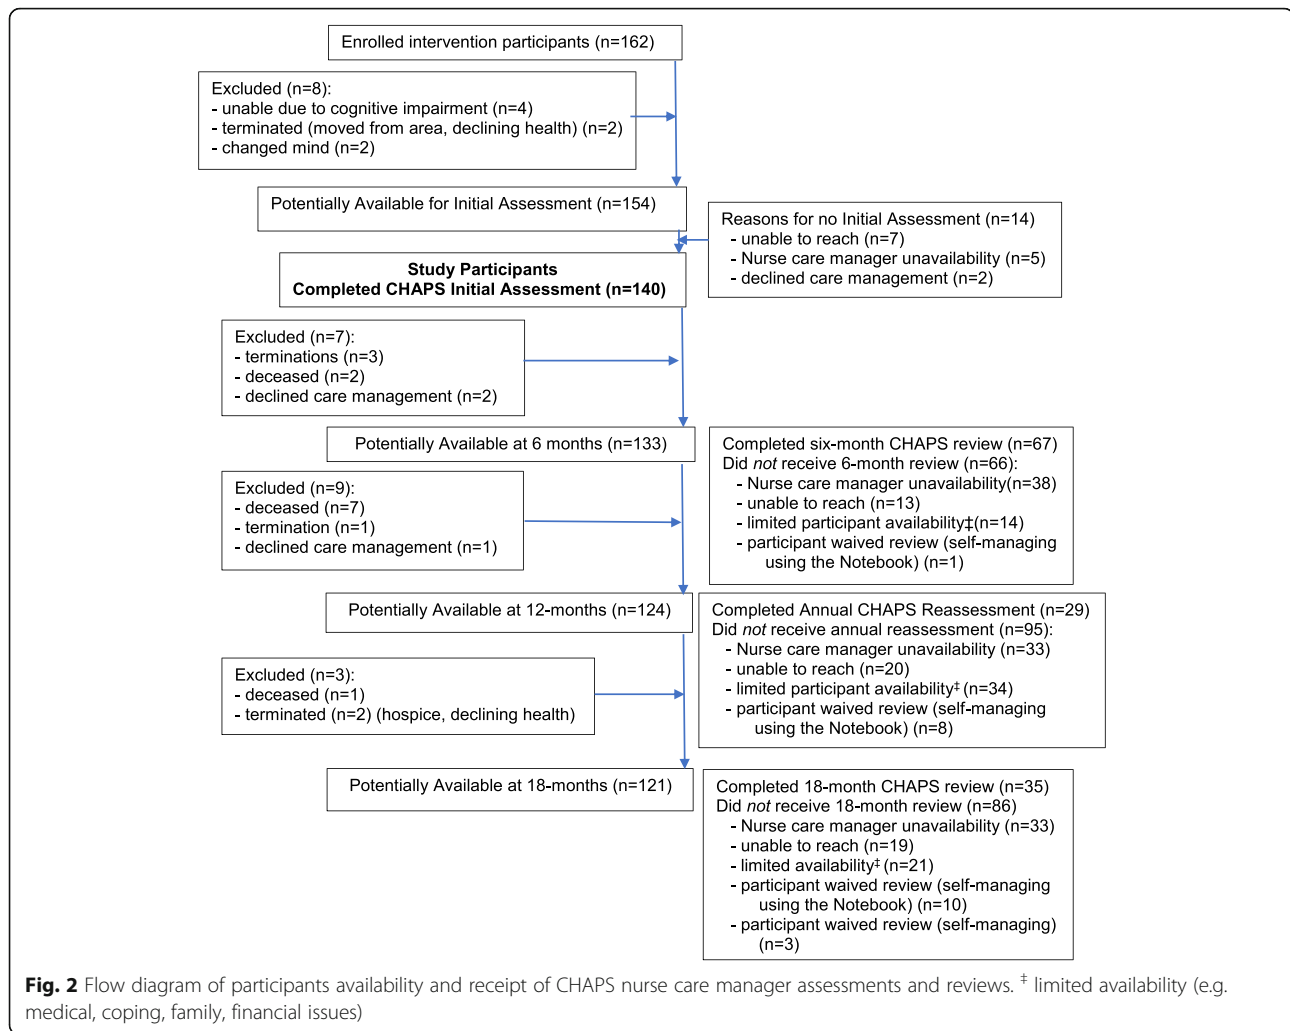 Enrolled intervention participants (n=162)
Excluded (n=8):
- unable due to cognitive impairment (n=4)
- terminated (moved from area, declining health) (n=2)
- changed mind (n=2)
Potentially Available for Initial Assessment (n=154)
Reasons for no Initial Assessment (n=14)
- unable to reach (n=7)
- Nurse care manager unavailability (n=5)
- declined care management (n=2)
Study Participants
Completed CHAPS Initial Assessment (n=140)
Excluded (n=7):
- terminations (n=3)
- deceased (n=2)
- declined care management (n=2)
Potentially Available at 6 months (n=133)
Completed six-month CHAPS review (n=67)
Did not receive 6-month review (n=66):
- Nurse care manager unavailability(n=38)
- unable to reach (n=13)
- limited participant availability‡(n=14)
- participant waived review (self-managing
using the Notebook) (n=1)
Excluded (n=9):
- deceased (n=7)
- termination (n=1)
- declined care management (n=1)
Potentially Available at 12-months (n=124)
Completed Annual CHAPS Reassessment (n=29)
Did not receive annual reassessment (n=95):
- Nurse care manager unavailability (n=33)
- unable to reach (n=20)
- limited participant availability‡ (n=34)
- participant waived review (self-managing
using the Notebook) (n=8)
Excluded (n=3):
- deceased (n=1)
- terminated (n=2) (hospice, declining health)
Potentially Available at 18-months (n=121)
Completed 18-month CHAPS review (n=35)
Did not receive 18-month review (n=86)
- Nurse care manager unavailability (n=33)
- unable to reach (n=19)
- limited availability‡ (n=21)
- participant waived review (self-managing
using the Notebook) (n=10)
- participant waived review (self-managing)
(n=3)
Fig. 2 Flow diagram of participants availability and receipt of CHAPS nurse care manager assessments and reviews. ‡ limited availability (e.g.
medical, coping, family, financial issues)